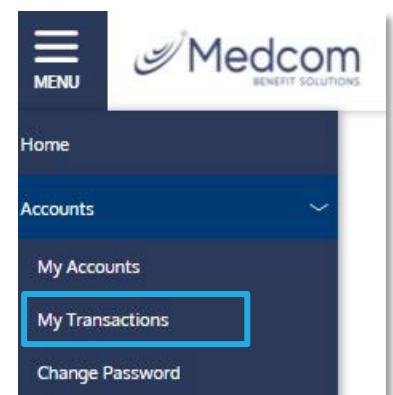 MENU
Medcom
BENEFIT SOLUTIONS
Home
Accounts
My Accounts
My Transactions
Change Password